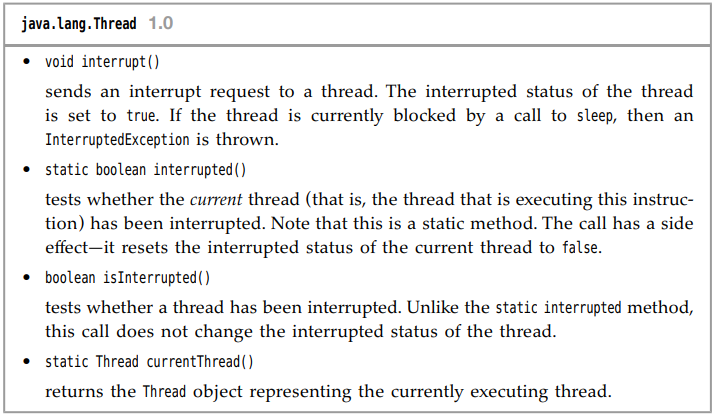 java.lang.Thread 1.0
• void interrupt()
sends an interrupt request to a thread. The interrupted status of the thread
is set to true. If the thread is currently blocked by a call to sleep, then an
InterruptedException is thrown.
• static boolean interrupted()
tests whether the current thread (that is, the thread that is executing this instruc-
tion) has been interrupted. Note that this is a static method. The call has a side
effect—it resets the interrupted status of the current thread to false.
• boolean isInterrupted()
tests whether a thread has been interrupted. Unlike the static interrupted method,
this call does not change the interrupted status of the thread.
• static Thread currentThread()
returns the Thread object representing the currently executing thread.